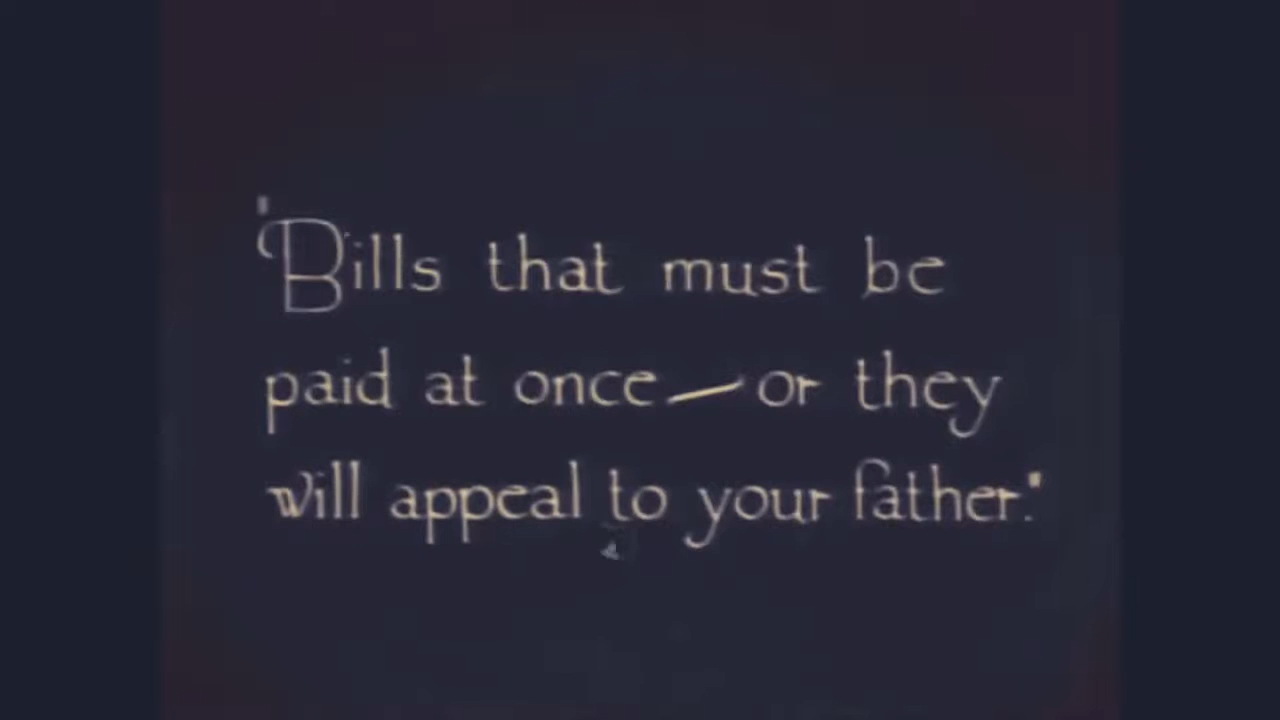 "Bills that must be
paid at once—or they
will appeal to your father."